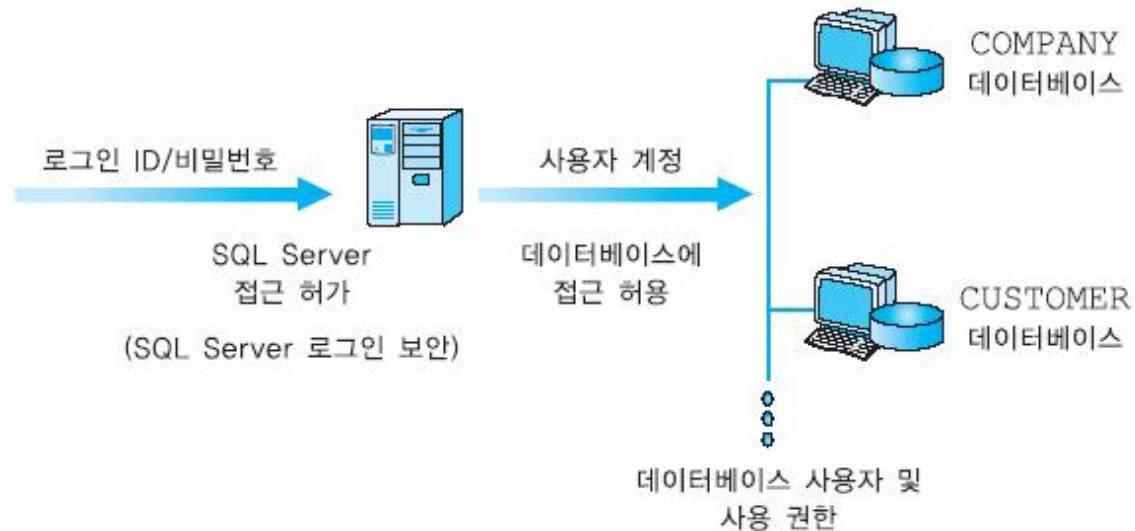 COMPANY
데이터베이스
로그인 ID/비밀번호
사용자 계정
SQL Server
접근 허가
데이터베이스에
접근 허용
(SQL Server 로그인 보안)
CUSTOMER
데이터베이스
데이터베이스 사용자 및
사용 권한